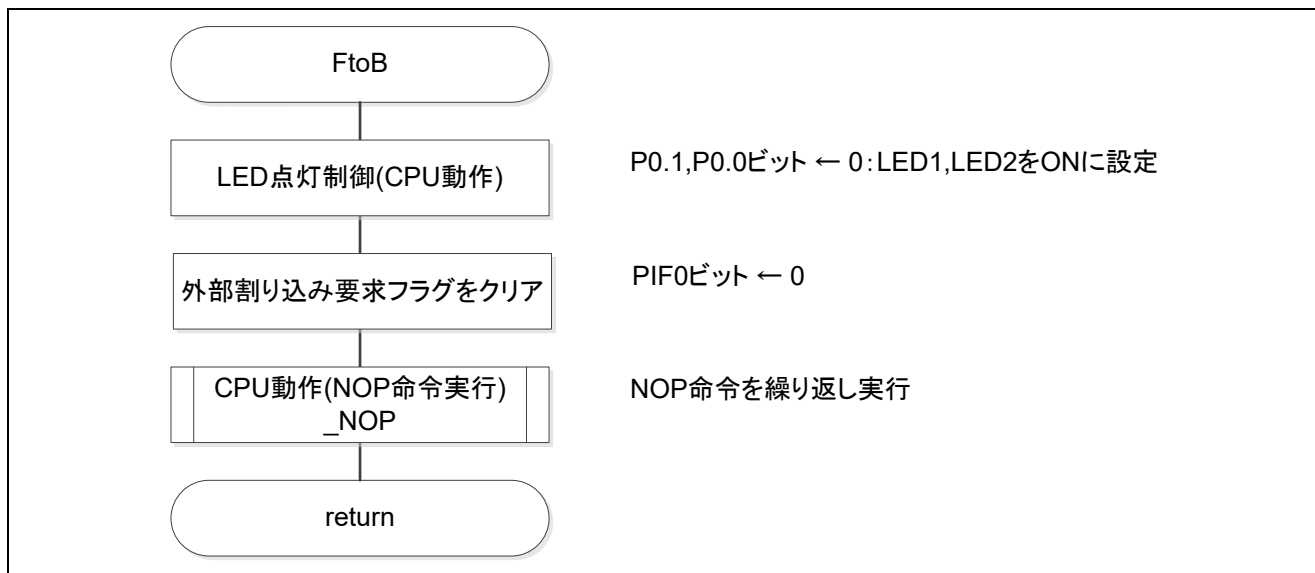 FtoB
LED点灯制御(CPU動作)
P0.1,P0.0ビット ← 0:LED1,LED2をONに設定
外部割り込み要求フラグをクリア
PIF0ビット ← 0
CPU動作(NOP命令実行)
_NOP
NOP命令を繰り返し実行
return